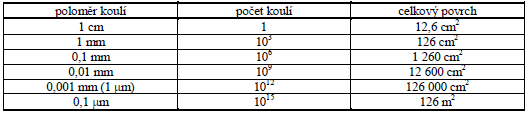 poloměr koulí	počet koulí	celkový povrch
1 cm	1	12,6 cm²
1 mm	10³	126 cm²
0,1 mm	10⁶	1 260 cm²
0,01 mm	10⁹	12 600 cm²
0,001 mm (1 μm)	10¹²	126 000 cm²
0,1 μm	10¹⁵	126 m²